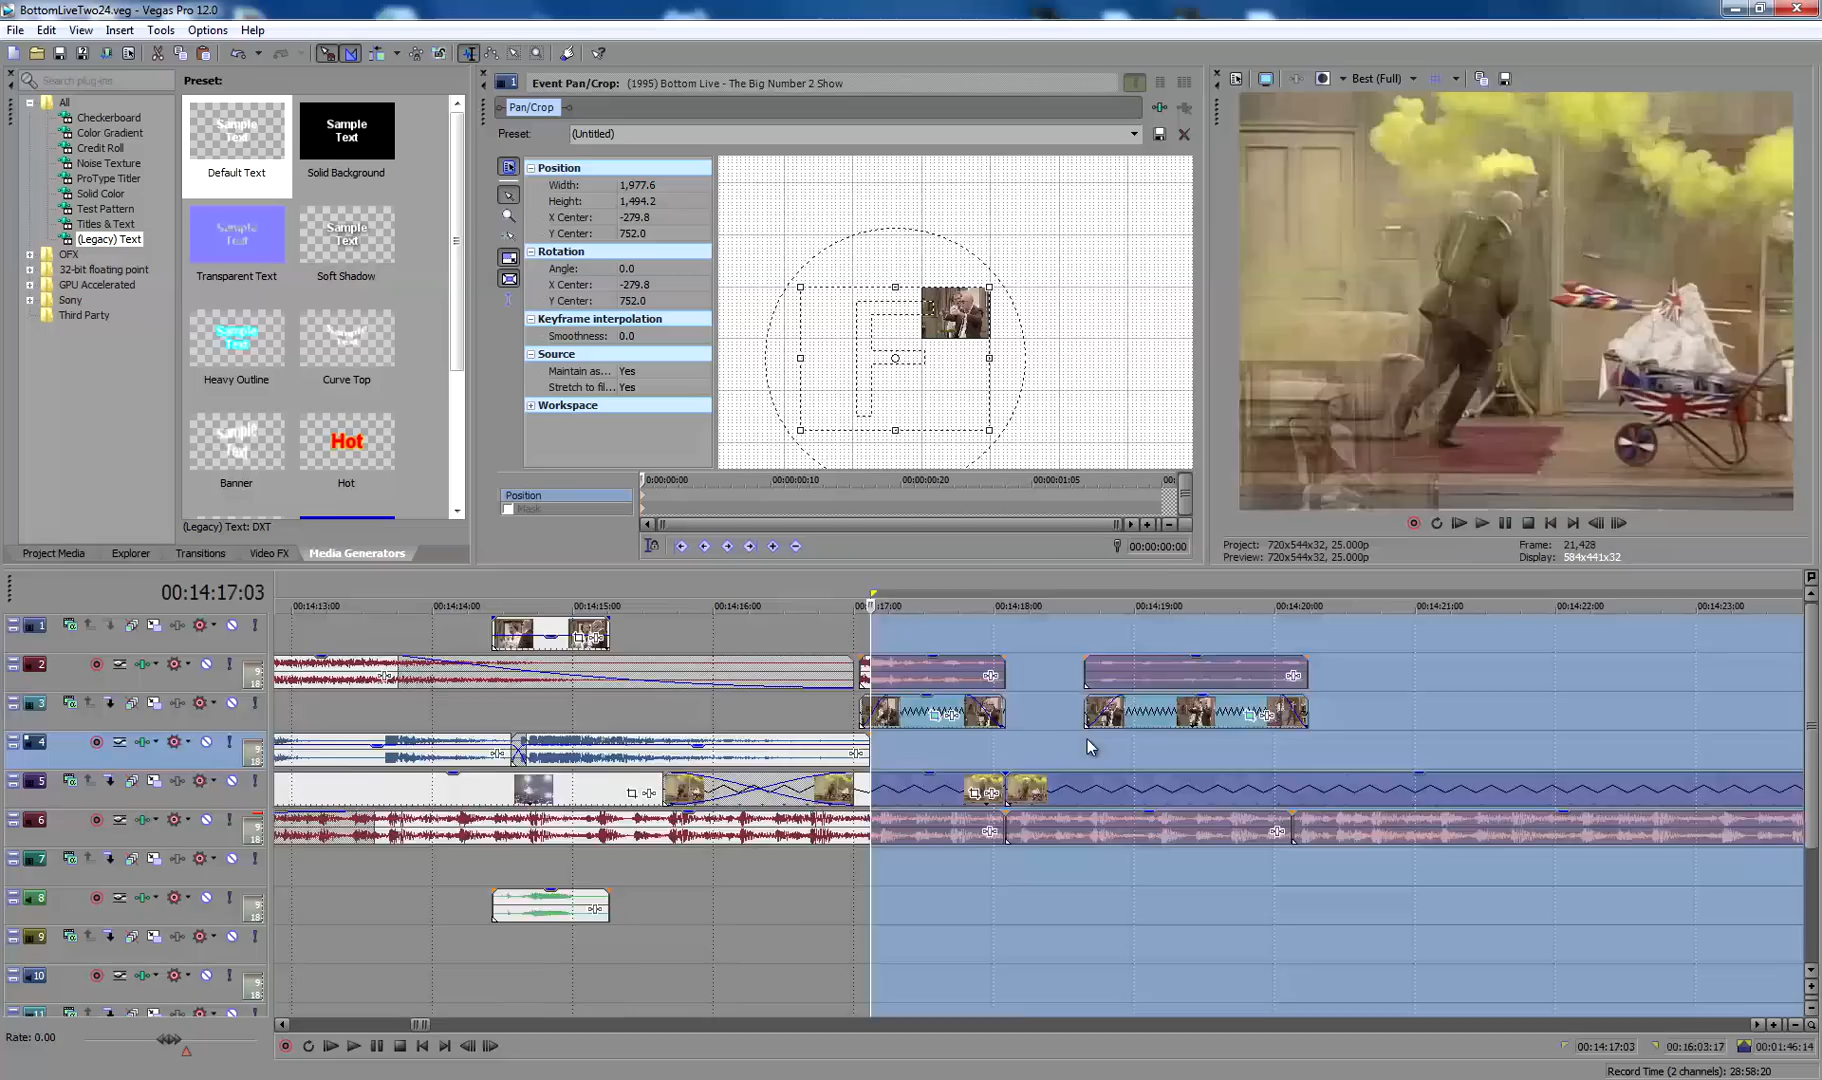 BottomLiveTwo24.veg - Vegas Pro 12.0
File Edit View Insert Tools Options Help
Search plug-ins
Preset:
All
Checkerboard
Color Gradient
Credit Roll
Noise Texture
ProType Titler
Solid Color
Test Pattern
Titles & Text
(Legacy) Text
OFX
32-bit floating point
GPU Accelerated
Sony
Third Party
Sample Text
Default Text
Sample Text
Solid Background
Sample Text
Transparent Text
Sample Text
Soft Shadow
Sample Text
Heavy Outline
Sample Text
Curve Top
Sample Text
Banner
Hot
Hot
(Legacy) Text: DXT
Project Media Explorer Transitions Video FX Media Generators
1 Event Pan/Crop: (1995) Bottom Live - The Big Number 2 Show
Pan/Crop
Preset: (Untitled)
Position
Width: 1,977.6
Height: 1,494.2
X Center: -279.8
Y Center: 752.0
Rotation
Angle: 0.0
X Center: -279.8
Y Center: 752.0
Keyframe interpolation
Smoothness: 0.0
Source
Maintain as... Yes
Stretch to fil... Yes
Workspace
0:00:00:00 00:00:00:10 00:00:00:20 00:00:01:05 00:
Position
Mask
00:00:00:00
Best (Full)
Project: 720x544x32, 25.000p
Preview: 720x544x32, 25.000p
Frame: 21,428
Display: 584x441x32
00:14:17:03
00:14:13:00 00:14:14:00 00:14:15:00 00:14:16:00 00:14:17:00 00:14:18:00 00:14:19:00 00:14:20:00 00:14:21:00 00:14:22:00 00:14:23:00
1
2
9
18
3
4
9
18
5
6
9
18
7
8
9
18
9
10
9
18
11
Rate: 0.00
00:14:17:03 00:16:03:17 00:01:46:14
Record Time (2 channels): 28:58:20